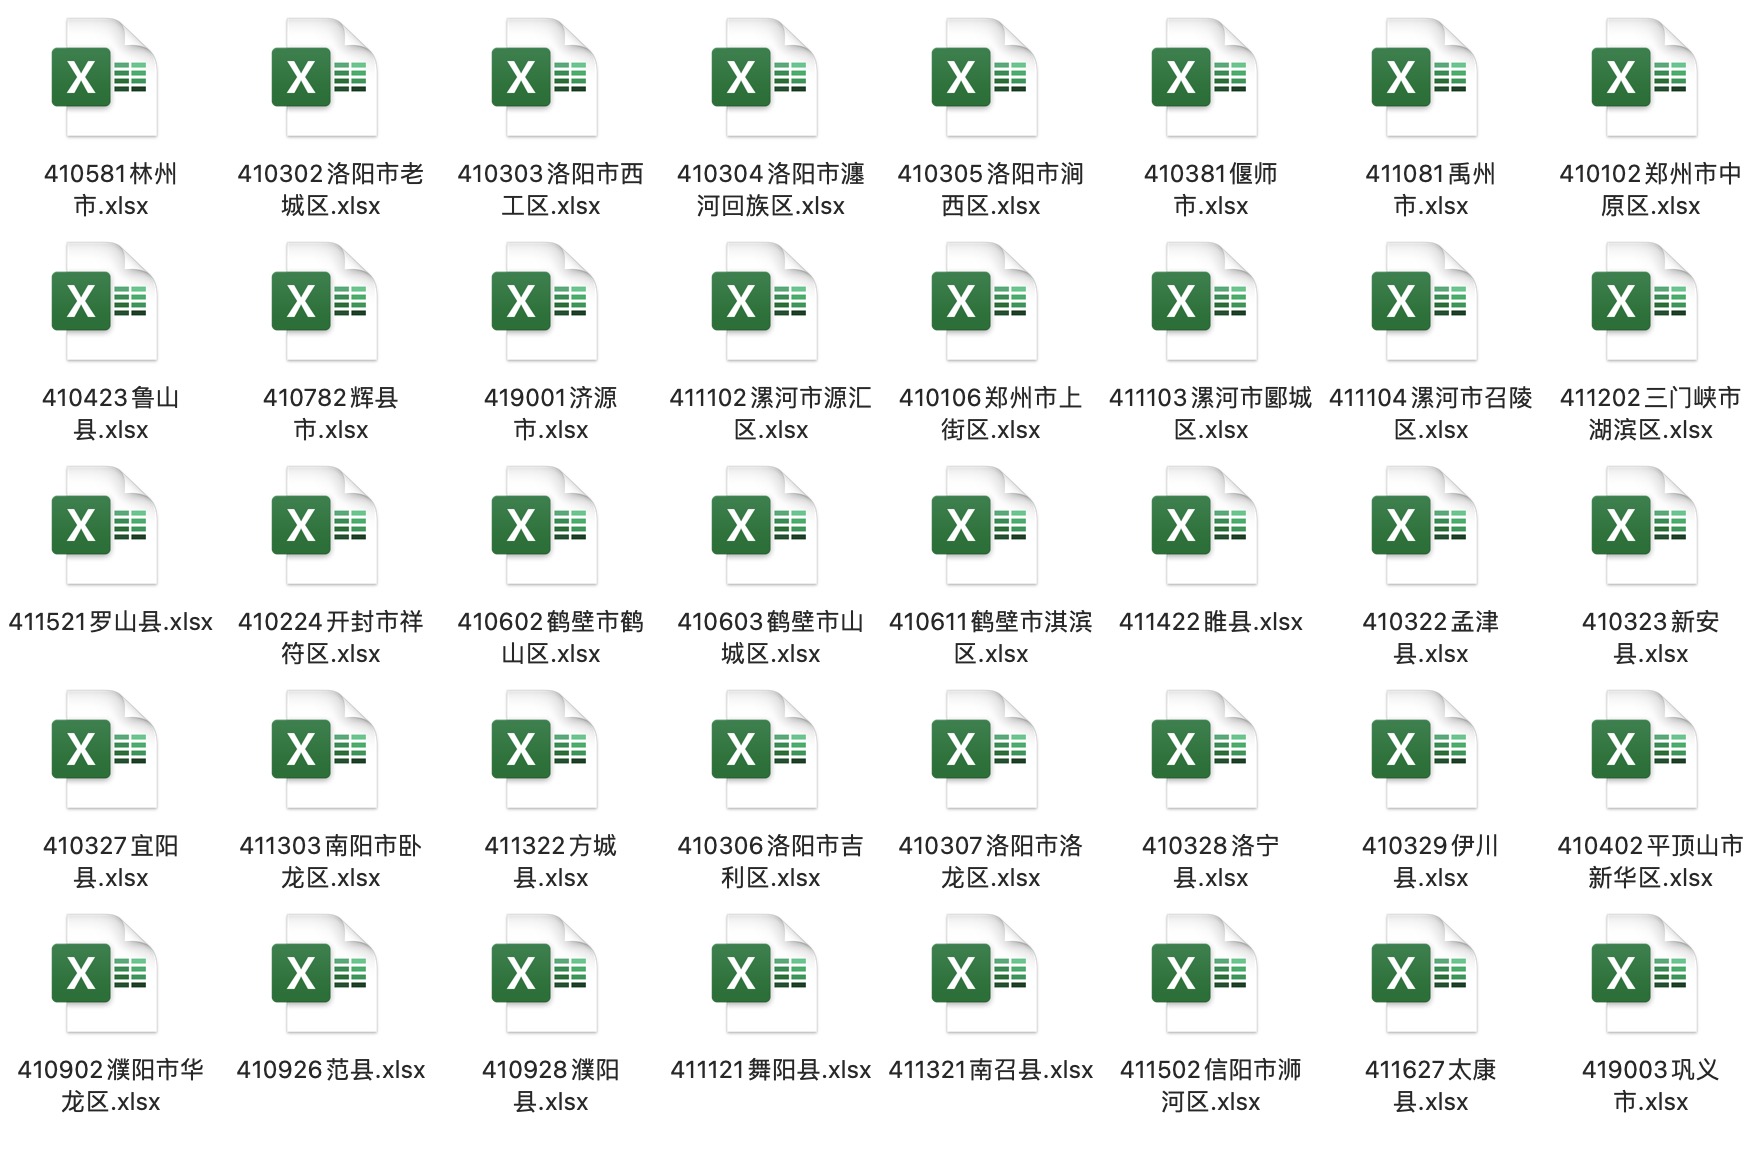 410581林州
市.xlsx
410302洛阳市老
城区.xlsx
410303洛阳市西
工区.xlsx
410304洛阳市瀍
河回族区.xlsx
410305洛阳市涧
西区.xlsx
410381偃师
市.xlsx
411081禹州
市.xlsx
410102郑州市中
原区.xlsx
410423鲁山
县.xlsx
410782辉县
市.xlsx
419001济源
市.xlsx
411102漯河市源汇
区.xlsx
410106郑州市上
街区.xlsx
411103漯河市郾城
区.xlsx
411104漯河市召陵
区.xlsx
411202三门峡市
湖滨区.xlsx
411521罗山县.xlsx
410224开封市祥
符区.xlsx
410602鹤壁市鹤
山区.xlsx
410603鹤壁市山
城区.xlsx
410611鹤壁市淇滨
区.xlsx
411422睢县.xlsx
410322孟津
县.xlsx
410323新安
县.xlsx
410327宜阳
县.xlsx
411303南阳市卧
龙区.xlsx
411322方城
县.xlsx
410306洛阳市吉
利区.xlsx
410307洛阳市洛
龙区.xlsx
410328洛宁
县.xlsx
410329伊川
县.xlsx
410402平顶山市
新华区.xlsx
410902濮阳市华
龙区.xlsx
410926范县.xlsx
410928濮阳
县.xlsx
411121舞阳县.xlsx
411321南召县.xlsx
411502信阳市浉
河区.xlsx
411627太康
县.xlsx
419003巩义
市.xlsx